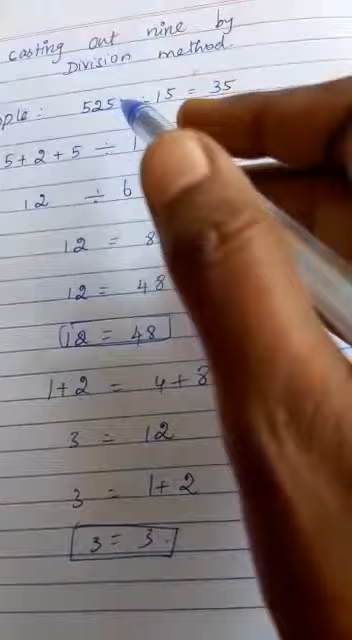 casting out nine by
Division method.
ple: 525 ÷ 15 = 35
5+2+5 ÷ 1
12 ÷ 6
12 = 8
12 = 48
12 = 48
1+2 = 4+8
3 = 12
3 = 1+2
3 = 3.